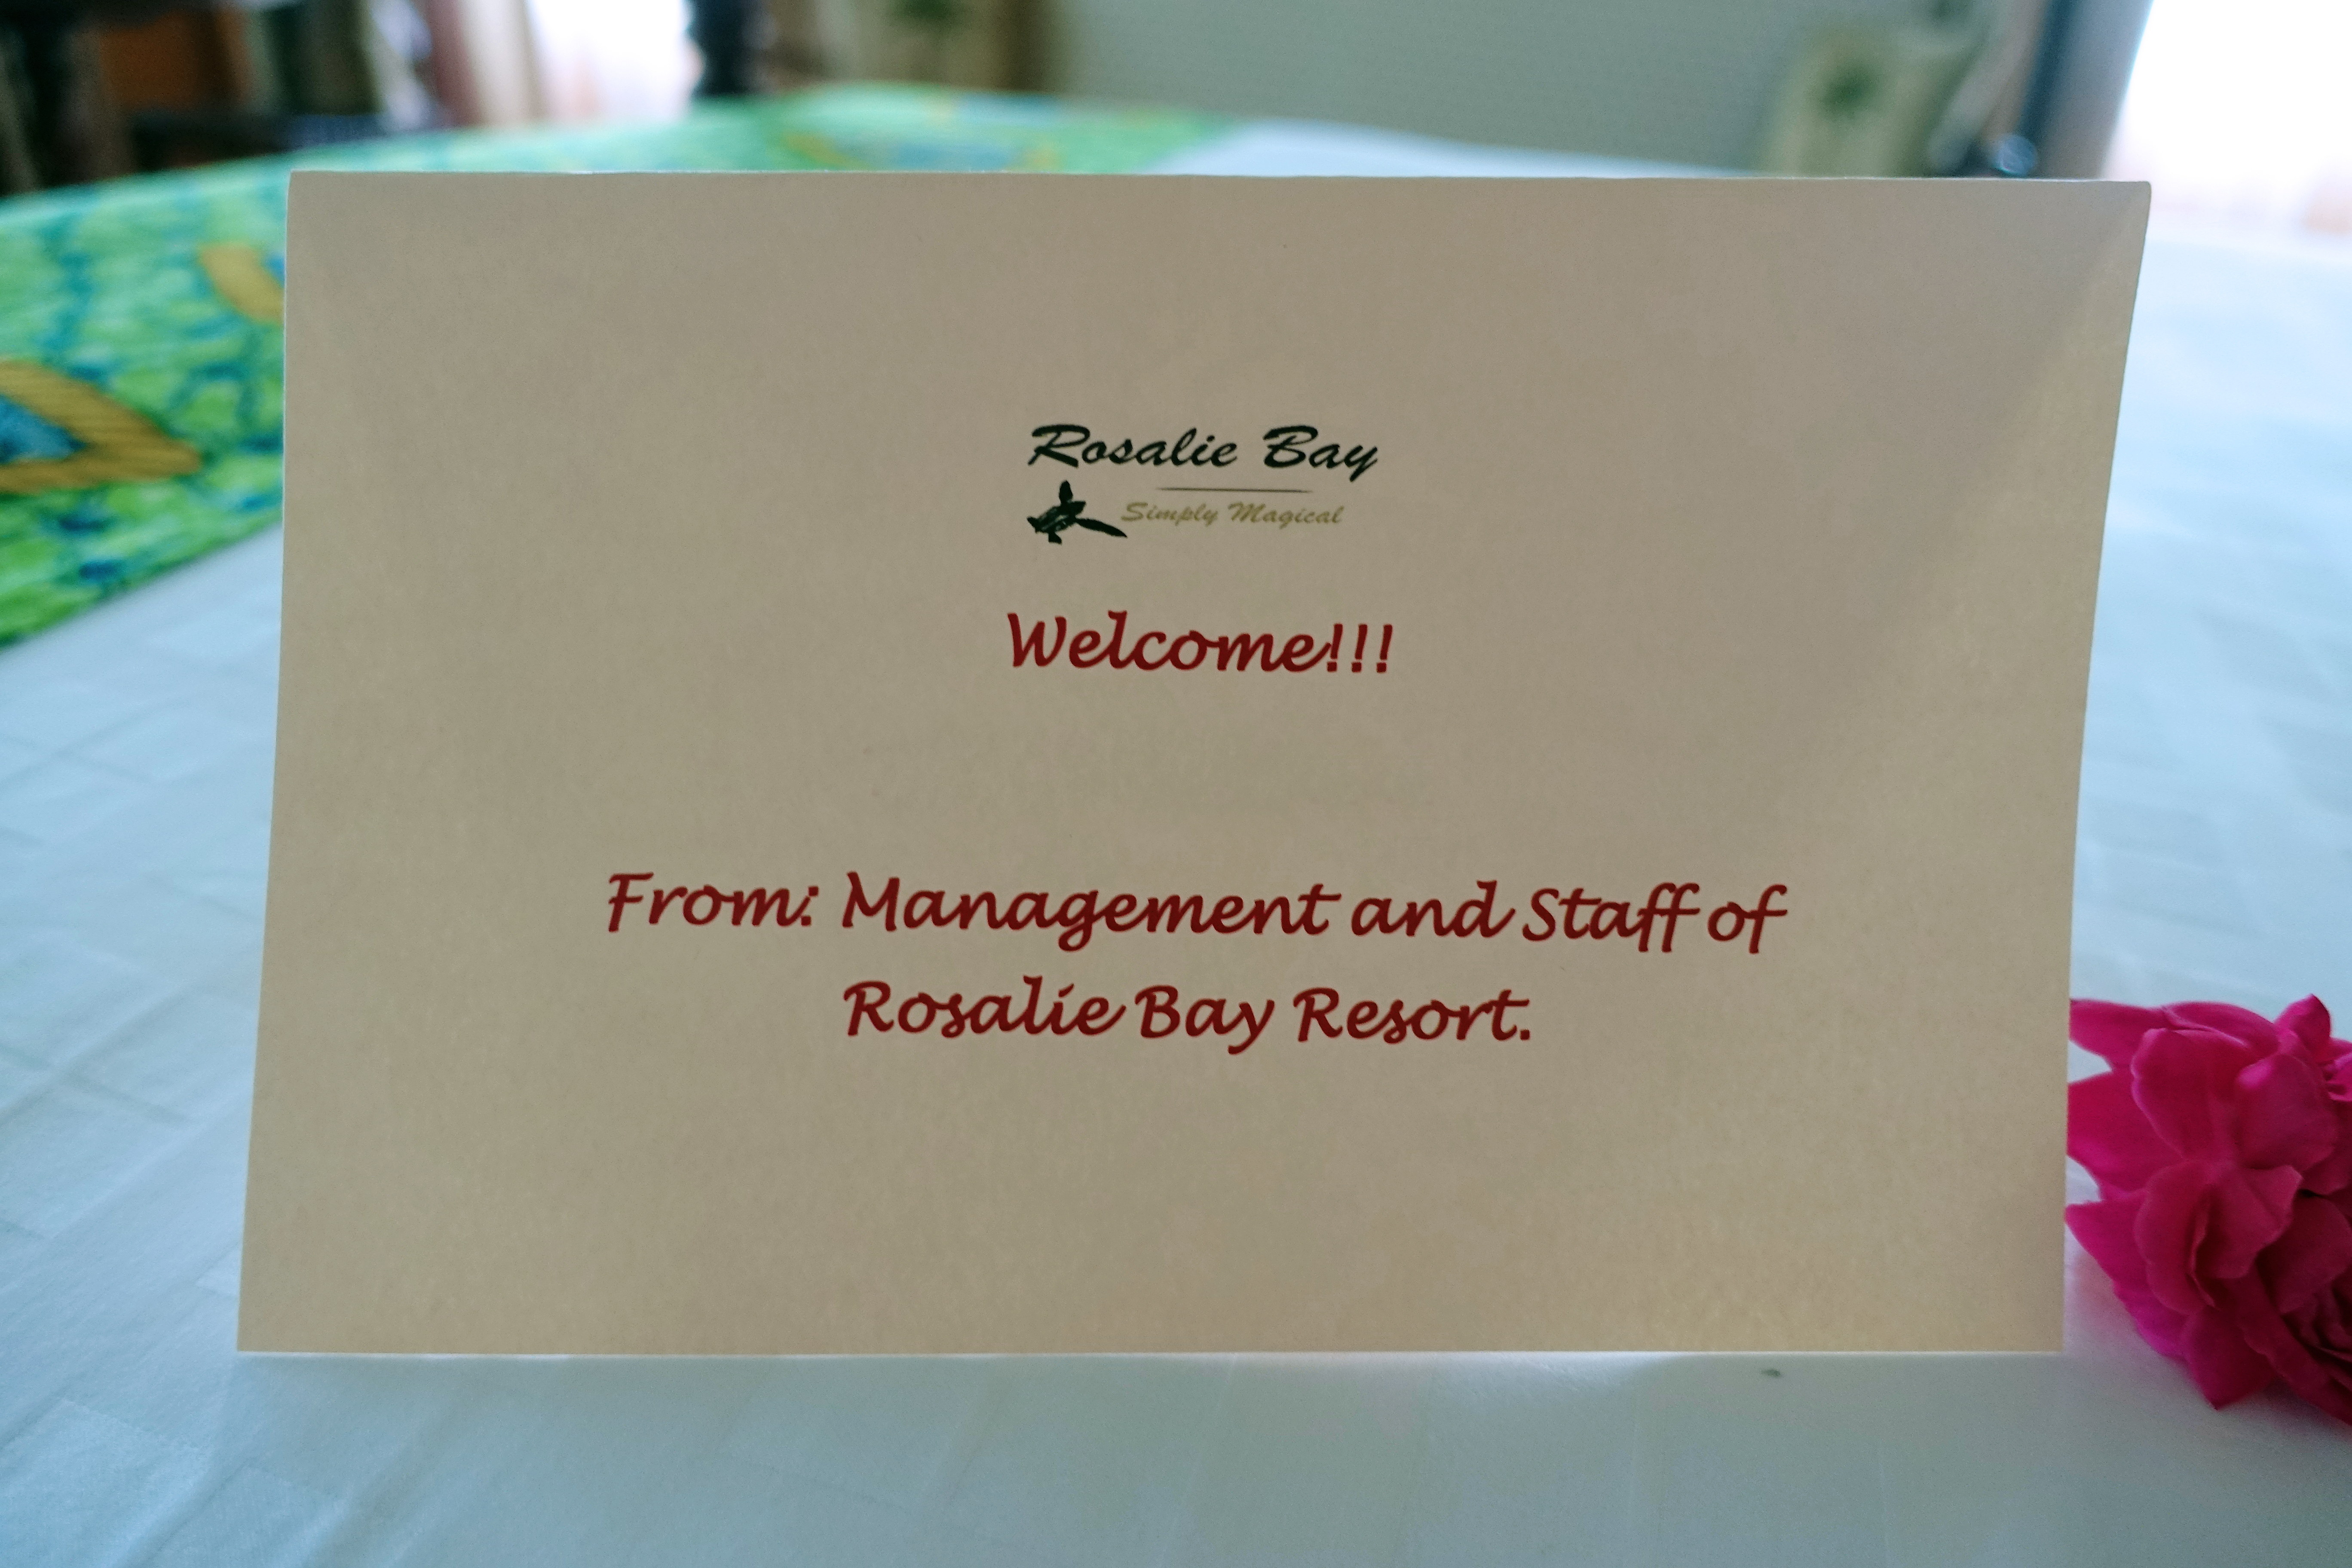 Rosalie Bay
Simply Magical
Welcome!!!
From: Management and Staff of
Rosalie Bay Resort.